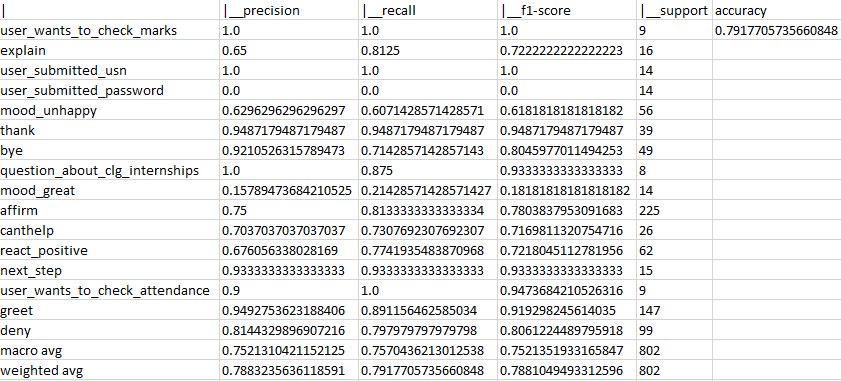 | |__precision |__recall |__f1-score |__support accuracy
user_wants_to_check_marks 1.0 1.0 1.0 9 0.7917705735660848
explain 0.65 0.8125 0.7222222222222223 16
user_submitted_usn 1.0 1.0 1.0 14
user_submitted_password 0.0 0.0 0.0 14
mood_unhappy 0.6296296296296297 0.6071428571428571 0.6181818181818182 56
thank 0.9487179487179487 0.9487179487179487 0.9487179487179487 39
bye 0.9210526315789473 0.7142857142857143 0.8045977011494253 49
question_about_clg_internships 1.0 0.875 0.9333333333333333 8
mood_great 0.15789473684210525 0.21428571428571427 0.18181818181818182 14
affirm 0.75 0.8133333333333334 0.7803837953091683 225
canthelp 0.7037037037037037 0.7307692307692307 0.7169811320754716 26
react_positive 0.676056338028169 0.7741935483870968 0.7218045112781956 62
next_step 0.9333333333333333 0.9333333333333333 0.9333333333333333 15
user_wants_to_check_attendance 0.9 1.0 0.9473684210526316 9
greet 0.9492753623188406 0.891156462585034 0.919298245614035 147
deny 0.8144329896907216 0.797979797979798 0.8061224489795918 99
macro avg 0.7521310421152125 0.7570436213012538 0.7521351933165847 802
weighted avg 0.7883235636118591 0.7917705735660848 0.7881049493312596 802